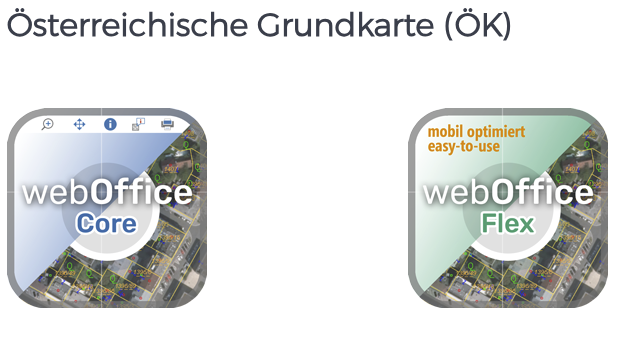 Österreichische Grundkarte (ÖK)
webOffice
Core
mobil optimiert
easy-to-use
webOffice
Flex